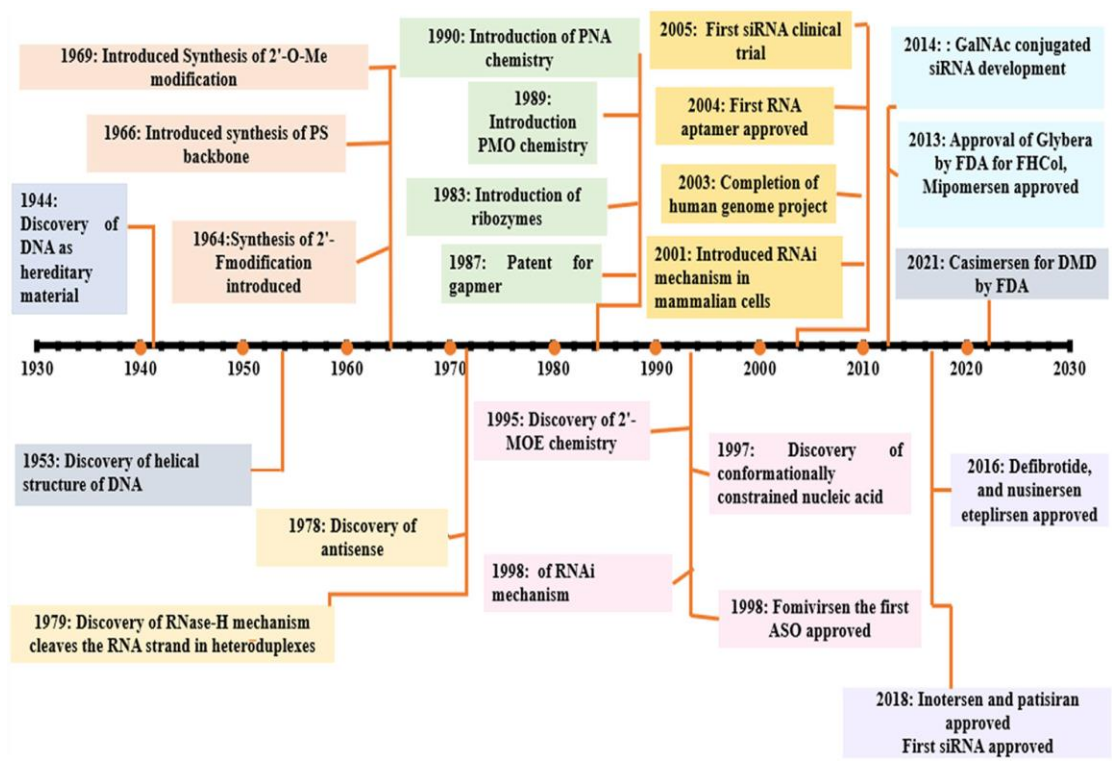 1969: Introduced Synthesis of 2'-O-Me
modification
1966: Introduced synthesis of PS
backbone
1944:
Discovery of
DNA as
hereditary
material
1964:Synthesis of 2'-
Fmodification
introduced
1990: Introduction of PNA
chemistry
1989:
Introduction
PMO chemistry
1983: Introduction of
ribozymes
1987: Patent for
gapmer
2005: First siRNA clinical
trial
2004: First RNA
aptamer approved
2003: Completion of
human genome project
2001: Introduced RNAi
mechanism in
mammalian cells
2014: : GalNAc conjugated
siRNA development
2013: Approval of Glybera
by FDA for FHCol,
Mipomersen approved
2021: Casimersen for DMD
by FDA
1930 1940 1950 1960 1970 1980 1990 2000 2010 2020 2030
1953: Discovery of helical
structure of DNA
1978: Discovery of
antisense
1979: Discovery of RNase-H mechanism
cleaves the RNA strand in heteroduplexes
1995: Discovery of 2'-
MOE chemistry
1997: Discovery of
conformationally
constrained nucleic acid
1998: of RNAi
mechanism
1998: Fomivirsen the first
ASO approved
2016: Defibrotide,
and nusinersen
eteplirsen approved
2018: Inotersen and patisiran
approved
First siRNA approved